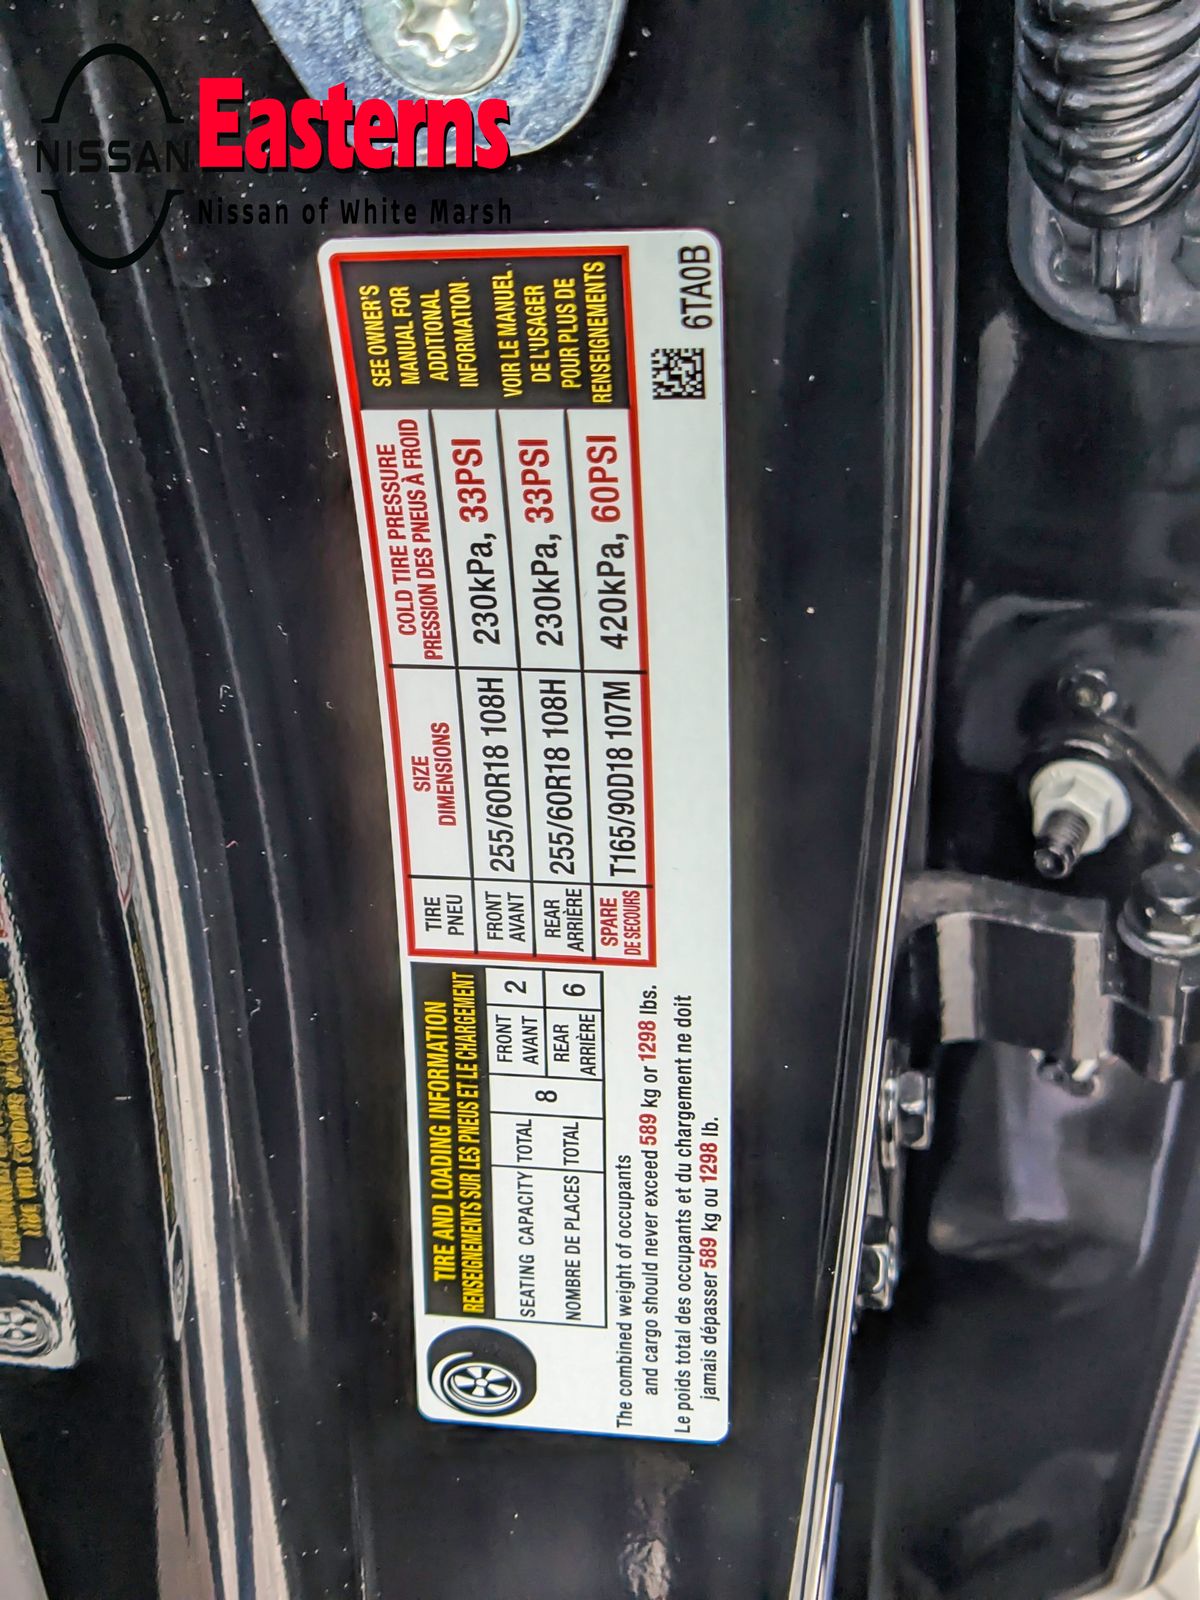 NISSAN
Easterns
Nissan of White Marsh
TIRE AND LOADING INFORMATION
RENSEIGNEMENTS SUR LES PNEUS ET LE CHARGEMENT
SEATING CAPACITY
NOMBRE DE PLACES
TOTAL
TOTAL
8
FRONT
AVANT
2
REAR
ARRIÈRE
6
The combined weight of occupants
and cargo should never exceed 589 kg or 1298 lbs.
Le poids total des occupants et du chargement ne doit
jamais dépasser 589 kg ou 1298 lb.
TIRE
PNEU
SIZE
DIMENSIONS
COLD TIRE PRESSURE
PRESSION DES PNEUS À FROID
FRONT
AVANT
255/60R18 108H
230kPa, 33PSI
REAR
ARRIÈRE
255/60R18 108H
230kPa, 33PSI
SPARE
DE SECOURS
T165/90D18 107M
420kPa, 60PSI
SEE OWNER'S
MANUAL FOR
ADDITIONAL
INFORMATION
VOIR LE MANUEL
DE L'USAGER
POUR PLUS DE
RENSEIGNEMENTS
6TA0B